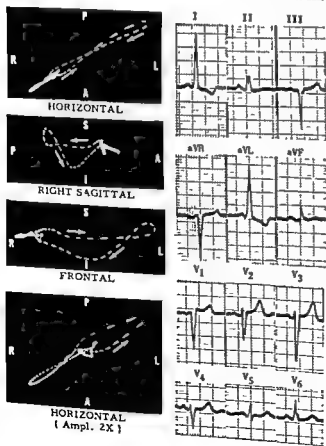 P
R L
A
HORIZONTAL
S
P A
I
RIGHT SAGITTAL
S
R L
I
FRONTAL
P
R L
A
HORIZONTAL
( Ampl. 2X )
I II III
aVR aVL aVF
V1 V2 V3
V4 V5 V6